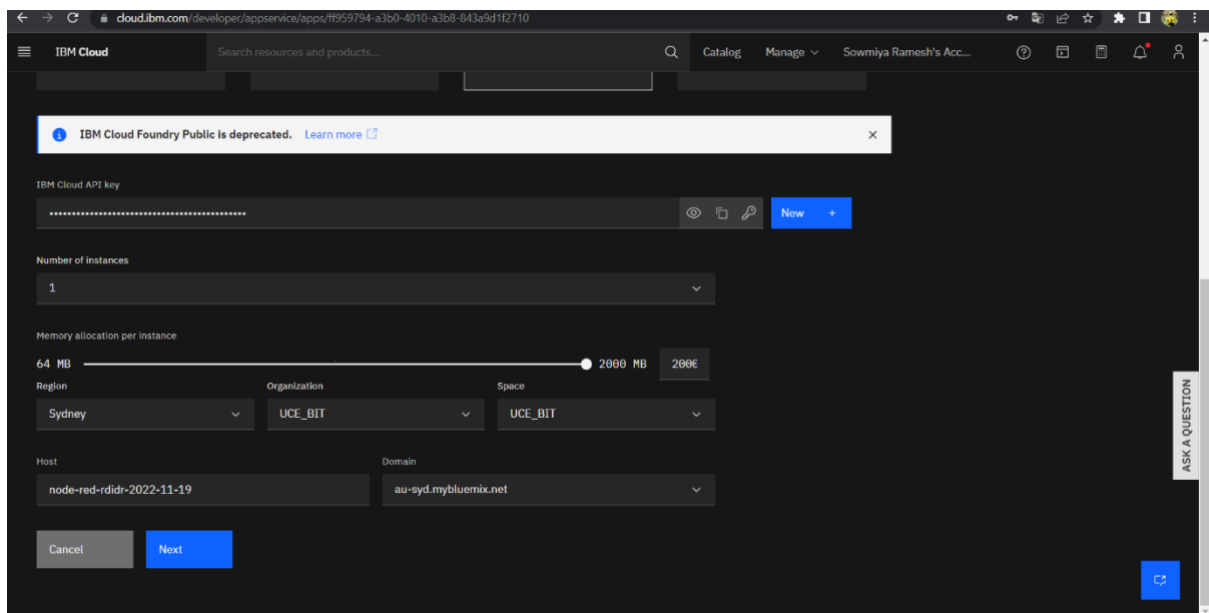 cloud.ibm.com/developer/appservice/apps/ff959794-a3b0-4010-a3b8-843a9d1f2710
IBM Cloud Search resources and products... Catalog Manage Sowmiya Ramesh's Acc...
IBM Cloud Foundry Public is deprecated. Learn more
IBM Cloud API key
New +
Number of instances
1
Memory allocation per instance
64 MB 2000 MB 200
Region Organization Space
Sydney UCE_BIT UCE_BIT
Host Domain
node-red-rdidr-2022-11-19 au-syd.mybluemix.net
Cancel Next
ASK A QUESTION